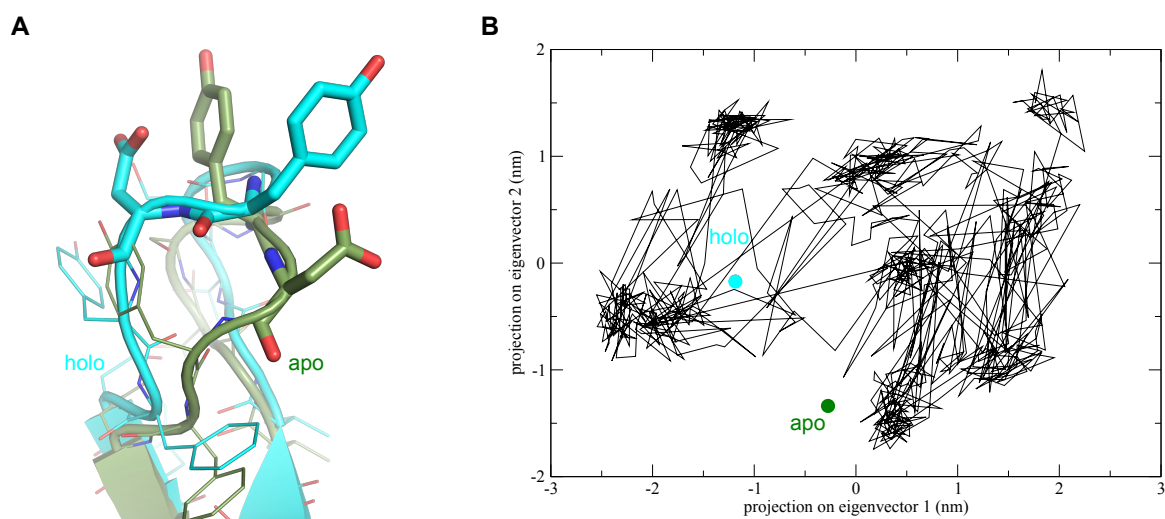 A
holo
apo
B
projection on eigenvector 2 (nm)
2
1
0
-1
-2
holo
apo
-3
-2
-1
0
1
2
3
projection on eigenvector 1 (nm)